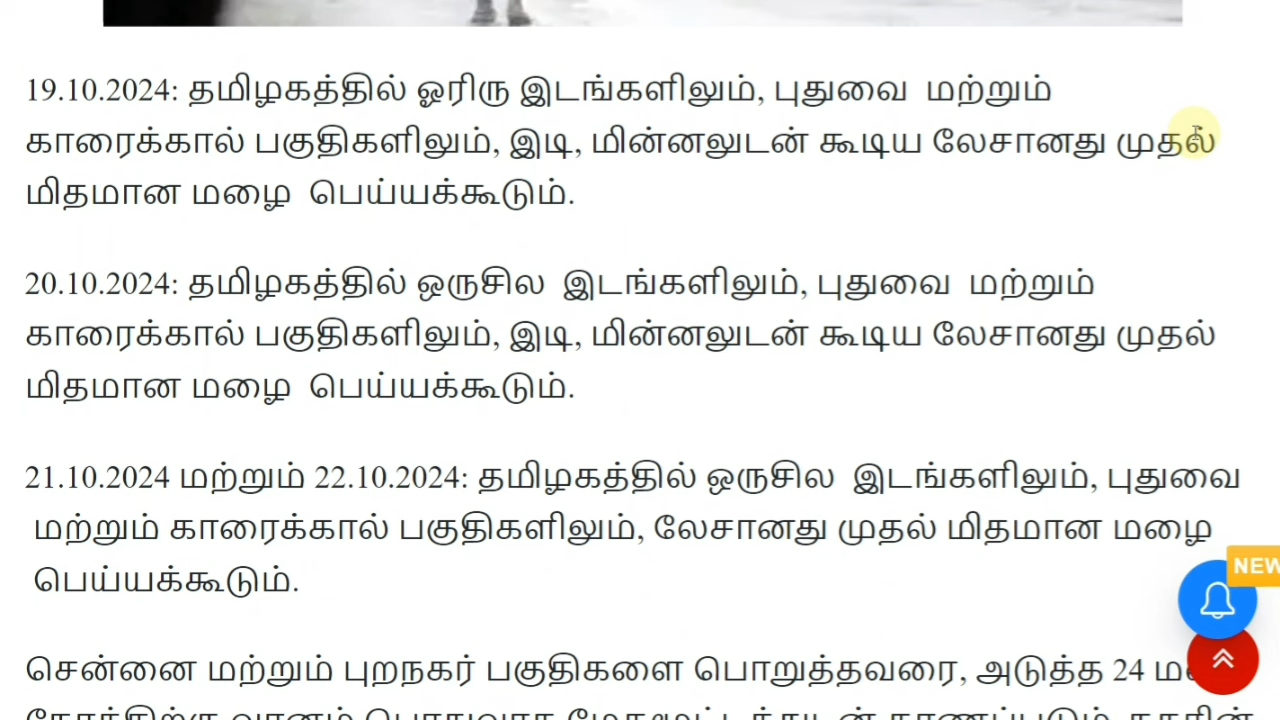 19.10.2024: தமிழகத்தில் ஓரிரு இடங்களிலும், புதுவை மற்றும்
காரைக்கால் பகுதிகளிலும், இடி, மின்னலுடன் கூடிய லேசானது முதல்
மிதமான மழை பெய்யக்கூடும்.
20.10.2024: தமிழகத்தில் ஒருசில இடங்களிலும், புதுவை மற்றும்
காரைக்கால் பகுதிகளிலும், இடி, மின்னலுடன் கூடிய லேசானது முதல்
மிதமான மழை பெய்யக்கூடும்.
21.10.2024 மற்றும் 22.10.2024: தமிழகத்தில் ஒருசில இடங்களிலும், புதுவை
மற்றும் காரைக்கால் பகுதிகளிலும், லேசானது முதல் மிதமான மழை
பெய்யக்கூடும்.
NEW
சென்னை மற்றும் புறநகர் பகுதிகளை பொறுத்தவரை, அடுத்த 24